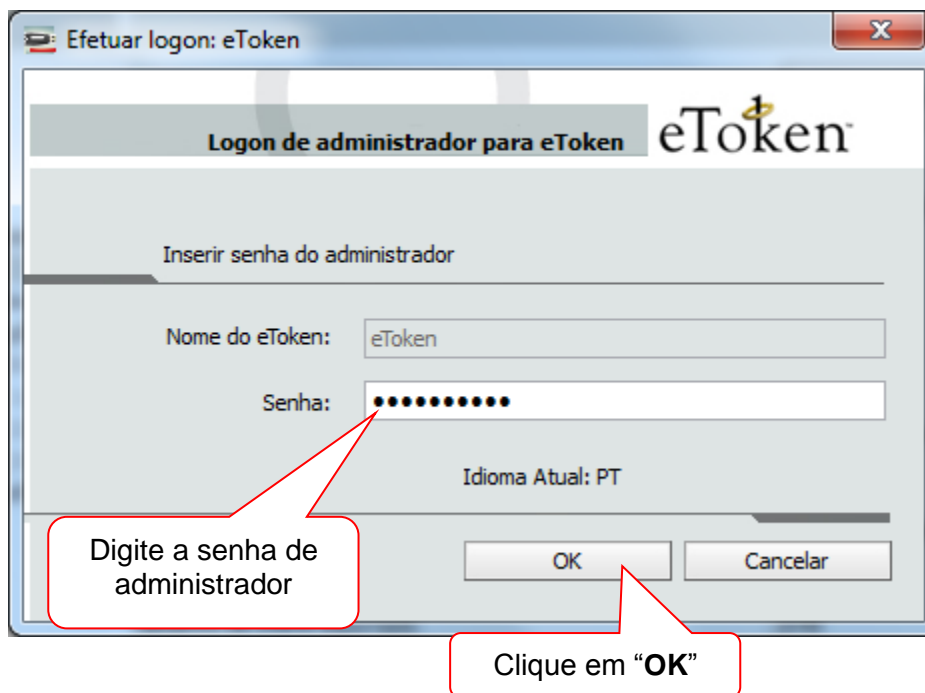 Efetuar logon: eToken
Logon de administrador para eToken
eToken
Inserir senha do administrador
Nome do eToken: eToken
Senha: ••••••••••
Idioma Atual: PT
Digite a senha de
administrador
OK
Cancelar
Clique em “OK”